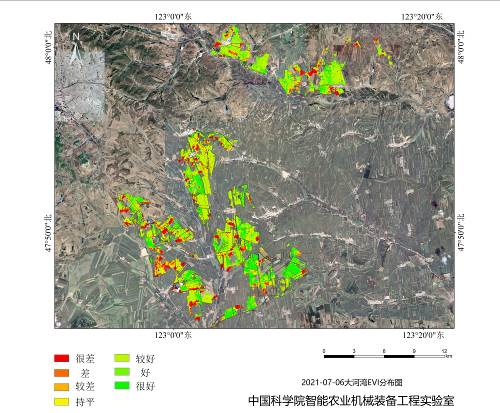 123°0'0"东 123°20'0"东
48°0'0"北 48°0'0"北
N
47°50'0"北 47°50'0"北
123°0'0"东 123°20'0"东
很差 较好
差 好
较差 很好
持平
0 3 6 9 12
km
2021-07-06大河湾EVI分布图
中国科学院智能农业机械装备工程实验室